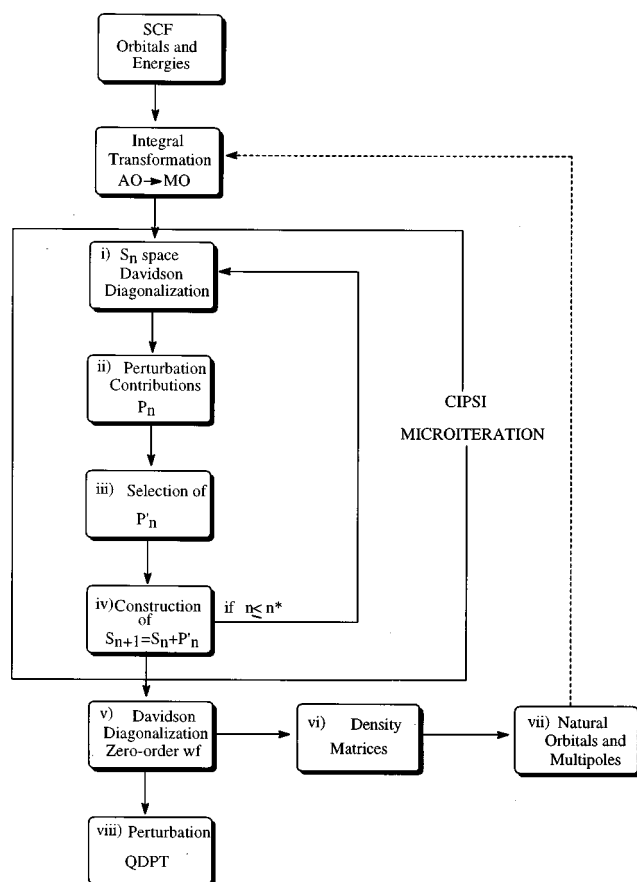 SCF
Orbitals and
Energies
Integral
Transformation
AO→MO
i) Sn space
Davidson
Diagonalization
ii) Perturbation
Contributions
Pn
CIPSI
MICROITERATION
iii) Selection of
P'n
iv) Construction
of
Sn+1=Sn+P'n
if n≤ n*
v) Davidson
Diagonalization
Zero-order wf
vi) Density
Matrices
vii) Natural
Orbitals and
Multipoles
viii) Perturbation
QDPT